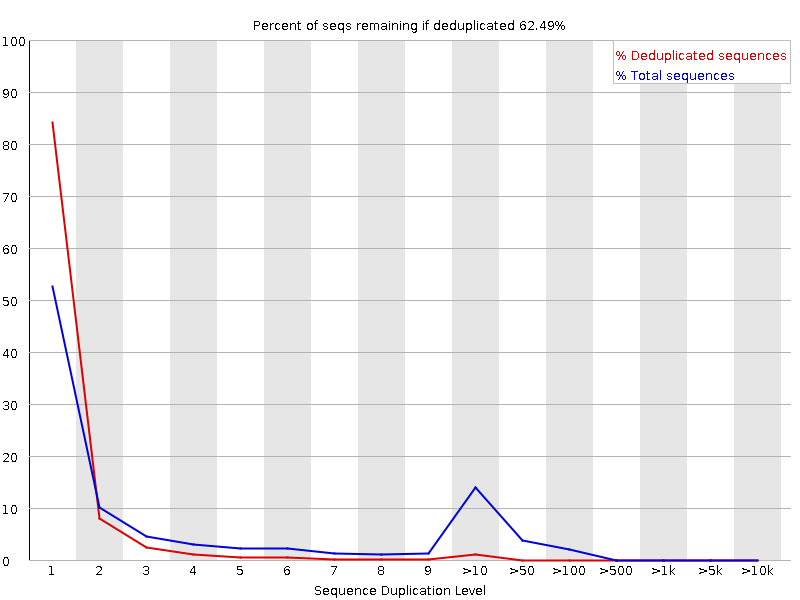 Percent of seqs remaining if deduplicated 62.49%
% Deduplicated sequences
% Total sequences
100
90
80
70
60
50
40
30
20
10
0
1 2 3 4 5 6 7 8 9 >10 >50 >100 >500 >1k >5k >10k
Sequence Duplication Level